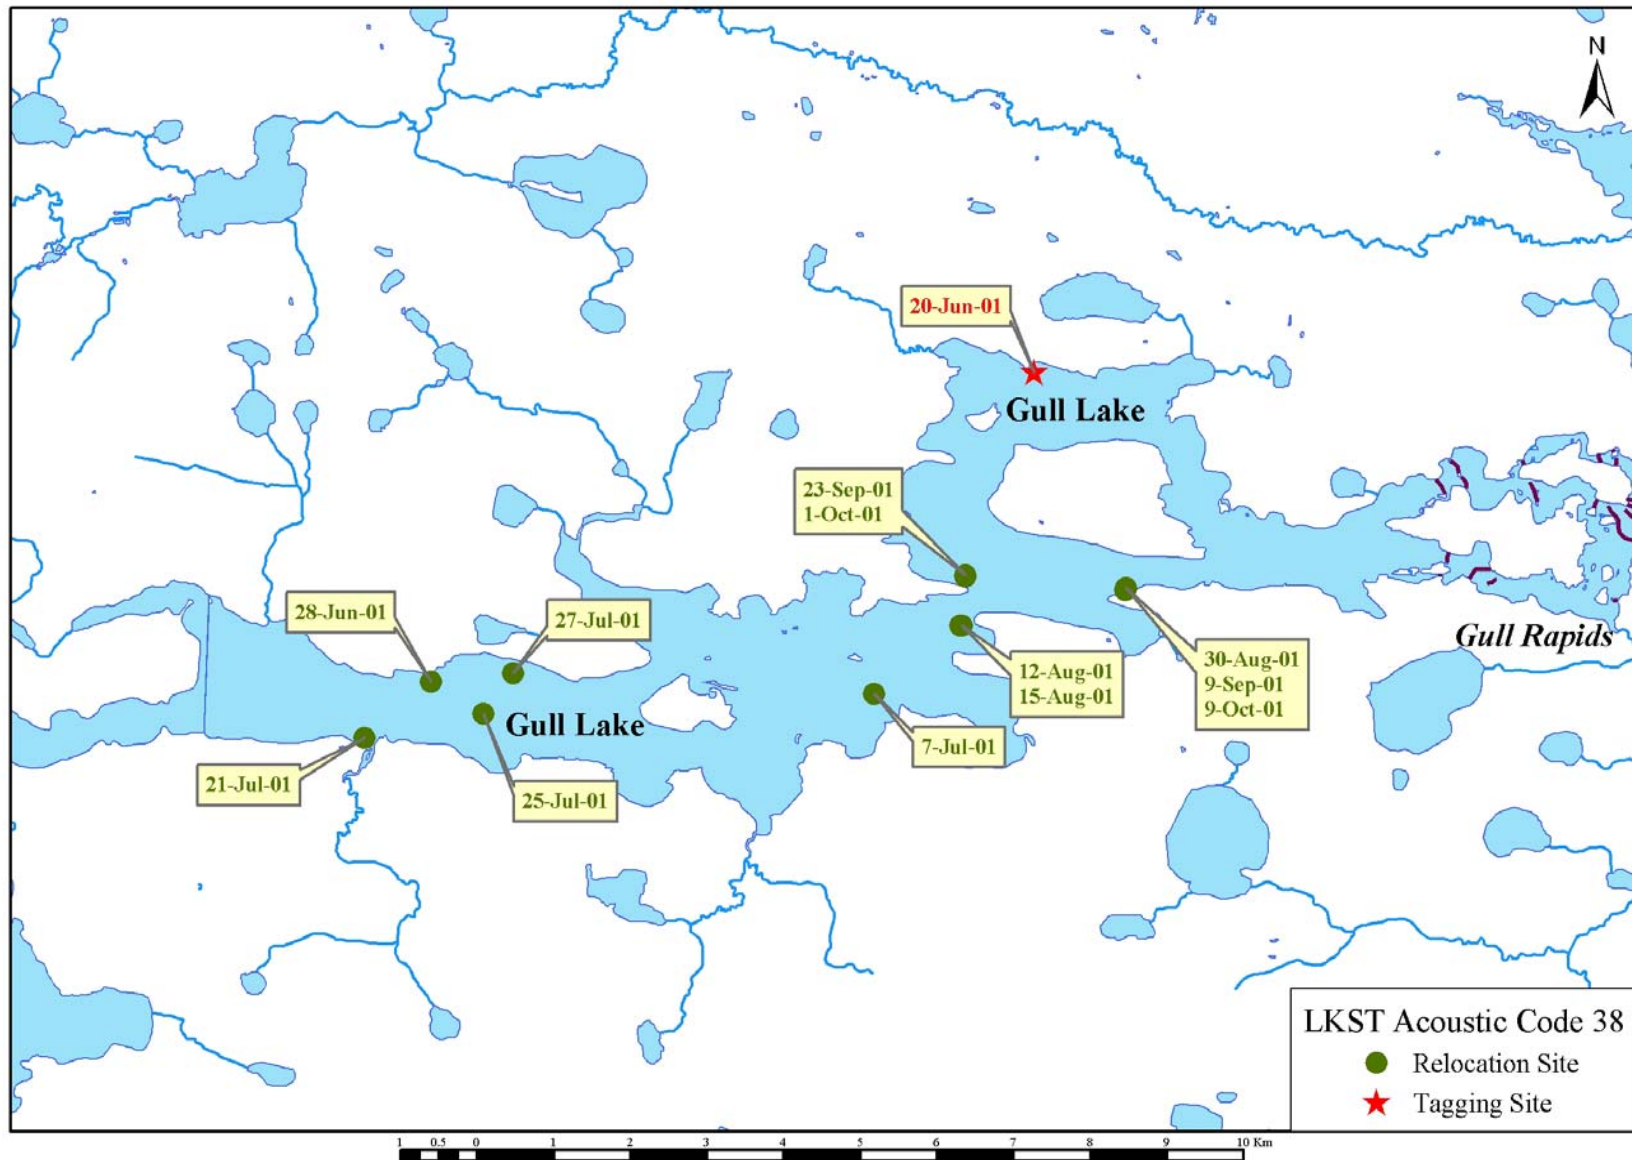 N
20-Jun-01
Gull Lake
23-Sep-01
1-Oct-01
28-Jun-01
27-Jul-01
Gull Rapids
12-Aug-01
15-Aug-01
30-Aug-01
9-Sep-01
9-Oct-01
Gull Lake
7-Jul-01
21-Jul-01
25-Jul-01
LKST Acoustic Code 38
Relocation Site
Tagging Site
1 0.5 0 1 2 3 4 5 6 7 8 9 10 Km